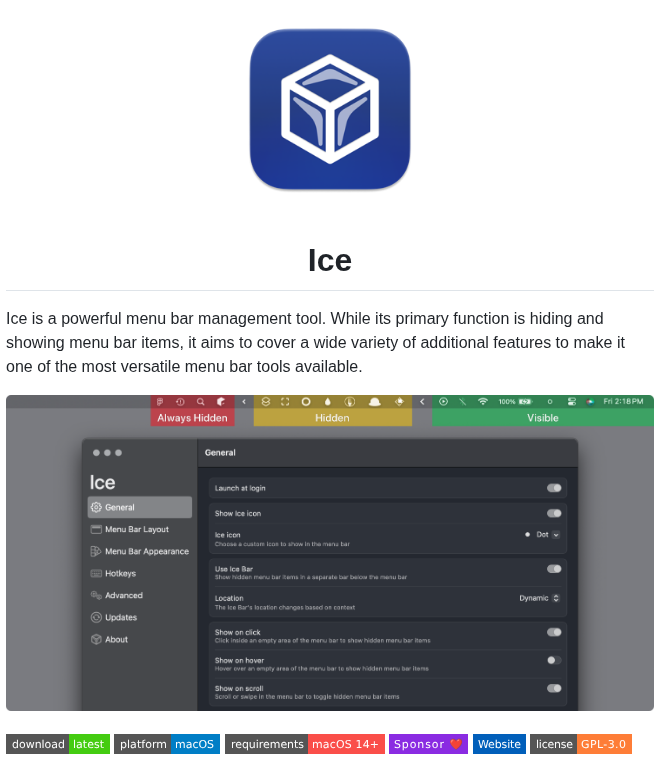 Ice
Ice is a powerful menu bar management tool. While its primary function is hiding and
showing menu bar items, it aims to cover a wide variety of additional features to make it
one of the most versatile menu bar tools available.
100% Fri 2:18 PM
Always Hidden Hidden Visible
General
Ice
General
Menu Bar Layout
Menu Bar Appearance
Hotkeys
Advanced
Updates
About
Launch at login
Show Ice icon
Ice icon Dot
Choose a custom icon to show in the menu bar
Use Ice Bar
Show hidden menu bar items in a separate bar below the menu bar
Location Dynamic
The Ice Bar's location changes based on context
Show on click
Click inside an empty area of the menu bar to show hidden menu bar items
Show on hover
Hover over an empty area of the menu bar to show hidden menu bar items
Show on scroll
Scroll or swipe in the menu bar to toggle hidden menu bar items
download latest platform macOS requirements macOS 14+ Sponsor ❤️ Website license GPL-3.0